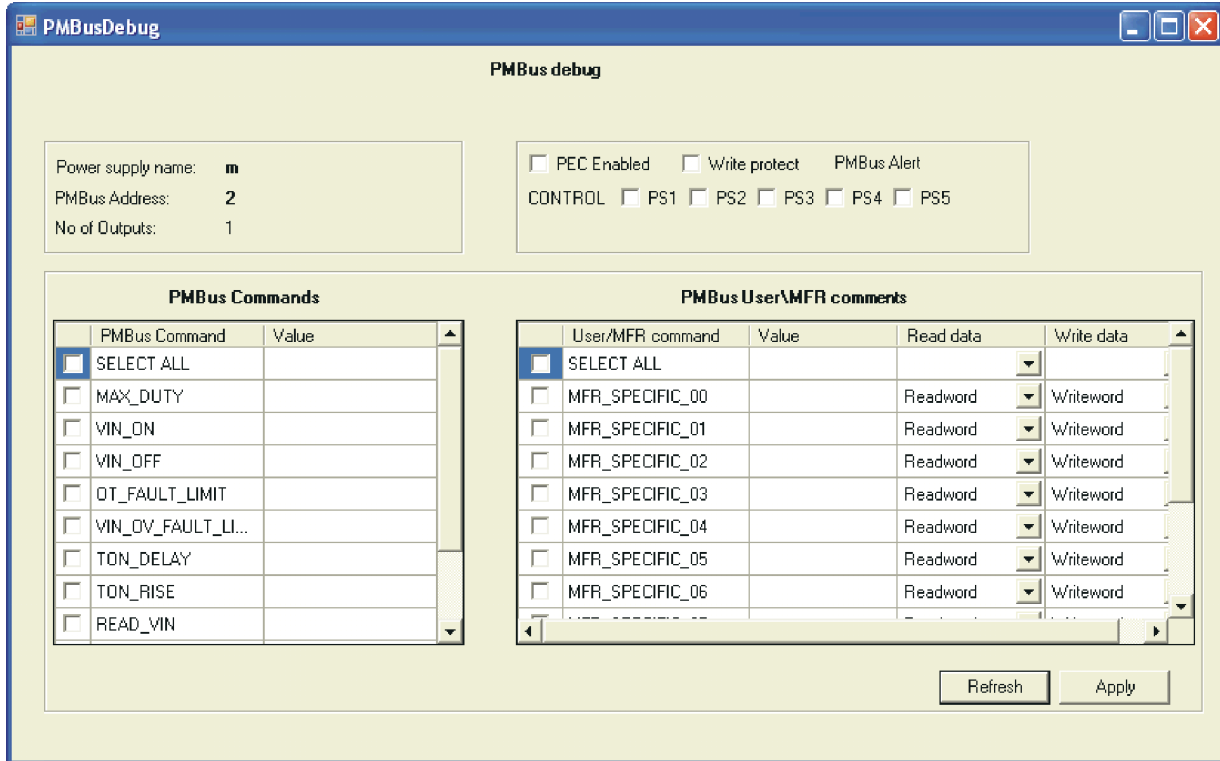 PMBusDebug
PMBus debug
Power supply name: m
PMBus Address: 2
No of Outputs: 1
PEC Enabled Write protect PMBus Alert
CONTROL PS1 PS2 PS3 PS4 PS5
PMBus Commands
PMBus Command Value
SELECT ALL
MAX_DUTY
VIN_ON
VIN_OFF
OT_FAULT_LIMIT
VIN_OV_FAULT_LI...
TON_DELAY
TON_RISE
READ_VIN
PMBus User\MFR comments
User/MFR command Value Read data Write data
SELECT ALL
MFR_SPECIFIC_00 Readword Writeword
MFR_SPECIFIC_01 Readword Writeword
MFR_SPECIFIC_02 Readword Writeword
MFR_SPECIFIC_03 Readword Writeword
MFR_SPECIFIC_04 Readword Writeword
MFR_SPECIFIC_05 Readword Writeword
MFR_SPECIFIC_06 Readword Writeword
Refresh Apply